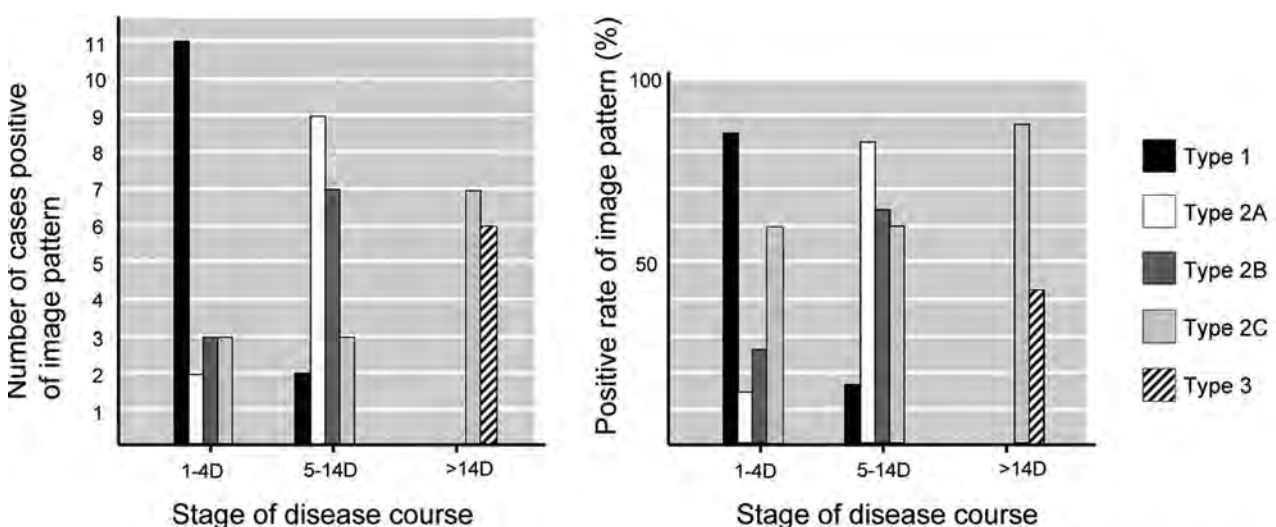 Number of cases positive
of image pattern
11
10
9
8
7
6
5
4
3
2
1
1-4D
5-14D
>14D
Stage of disease course
Positive rate of image pattern (%)
100
50
1-4D
5-14D
>14D
Stage of disease course
Type 1
Type 2A
Type 2B
Type 2C
Type 3